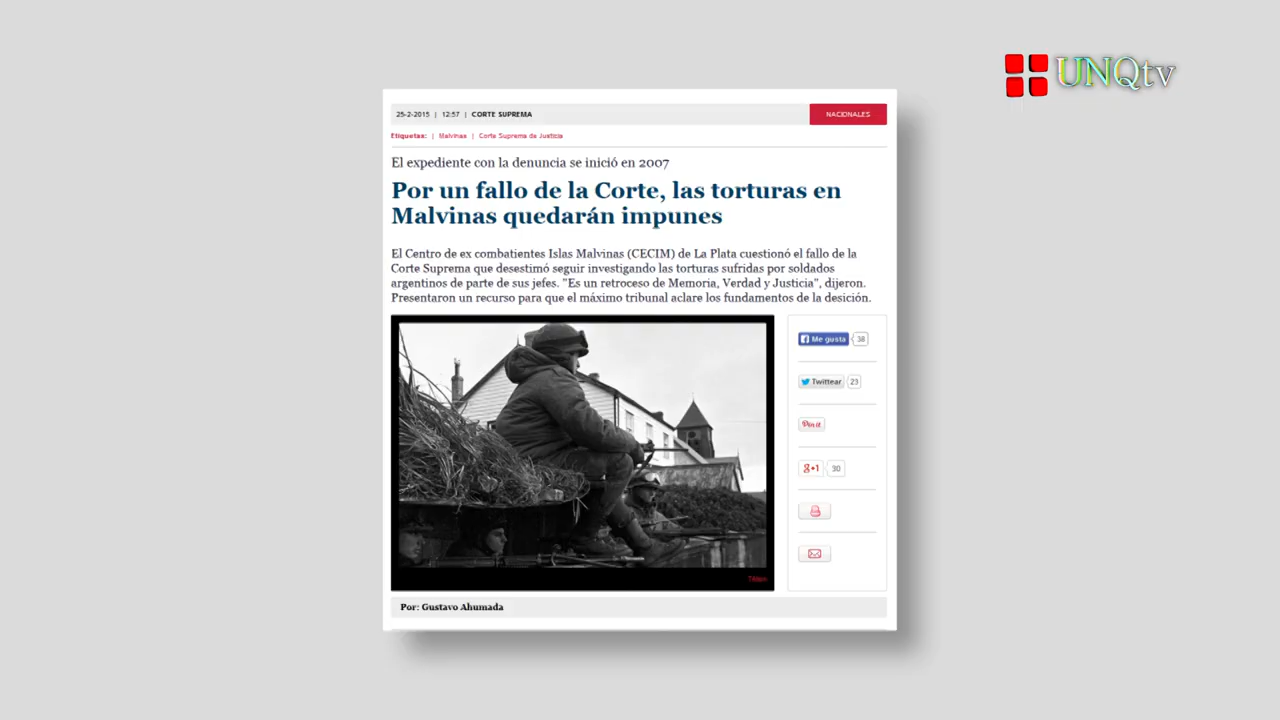 UNQtv
25-2-2015 | 12:57 | CORTE SUPREMA
NACIONALES
Etiquetas: | Malvinas | Corte Suprema de Justicia
El expediente con la denuncia se inició en 2007
Por un fallo de la Corte, las torturas en
Malvinas quedarán impunes
El Centro de ex combatientes Islas Malvinas (CECIM) de La Plata cuestionó el fallo de la
Corte Suprema que desestimó seguir investigando las torturas sufridas por soldados
argentinos de parte de sus jefes. "Es un retroceso de Memoria, Verdad y Justicia", dijeron.
Presentaron un recurso para que el máximo tribunal aclare los fundamentos de la desición.
Me gusta 38
Twittear 23
Pin it
g+1 30
Télam
Por: Gustavo Ahumada